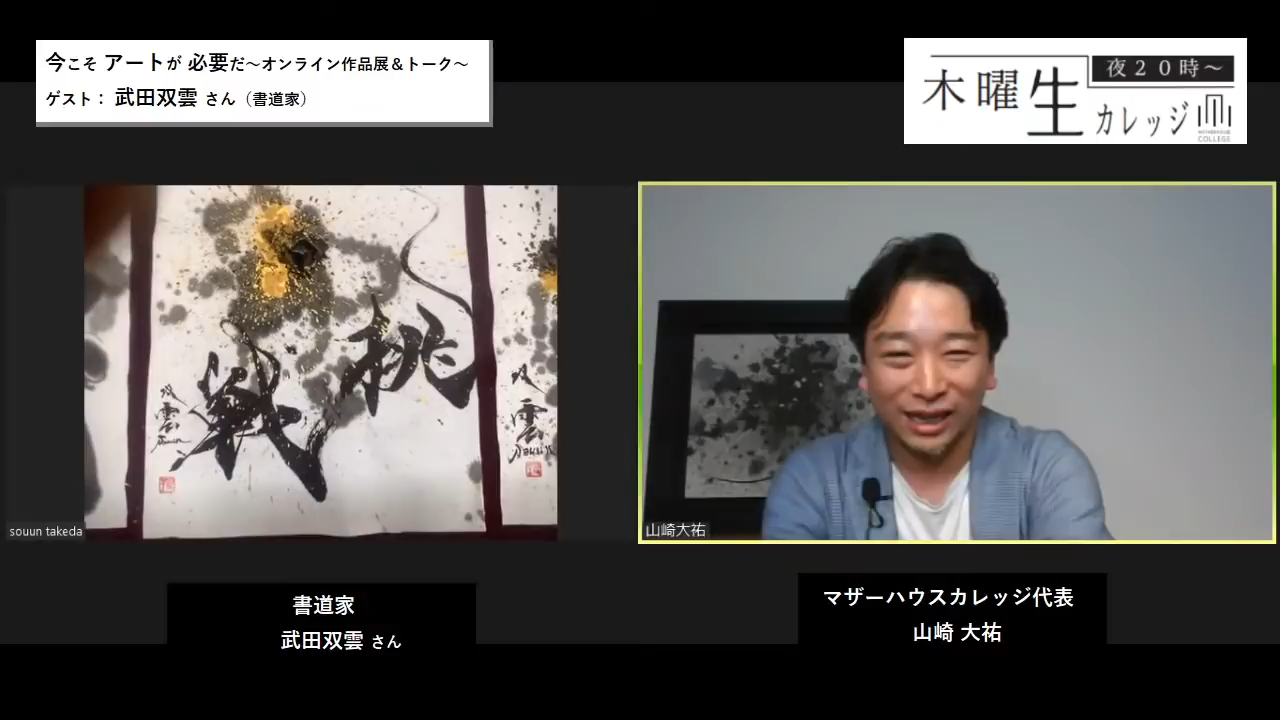 今こそ アートが 必要だ～オンライン作品展＆トーク～
ゲスト： 武田双雲 さん（書道家）
夜２０時～
木曜生カレッジ
MOTHERHOUSE
COLLEGE
挑
戦
双雲
Souun
双雲
souun takeda
山崎大祐
書道家
武田双雲 さん
マザーハウスカレッジ代表
山崎 大祐